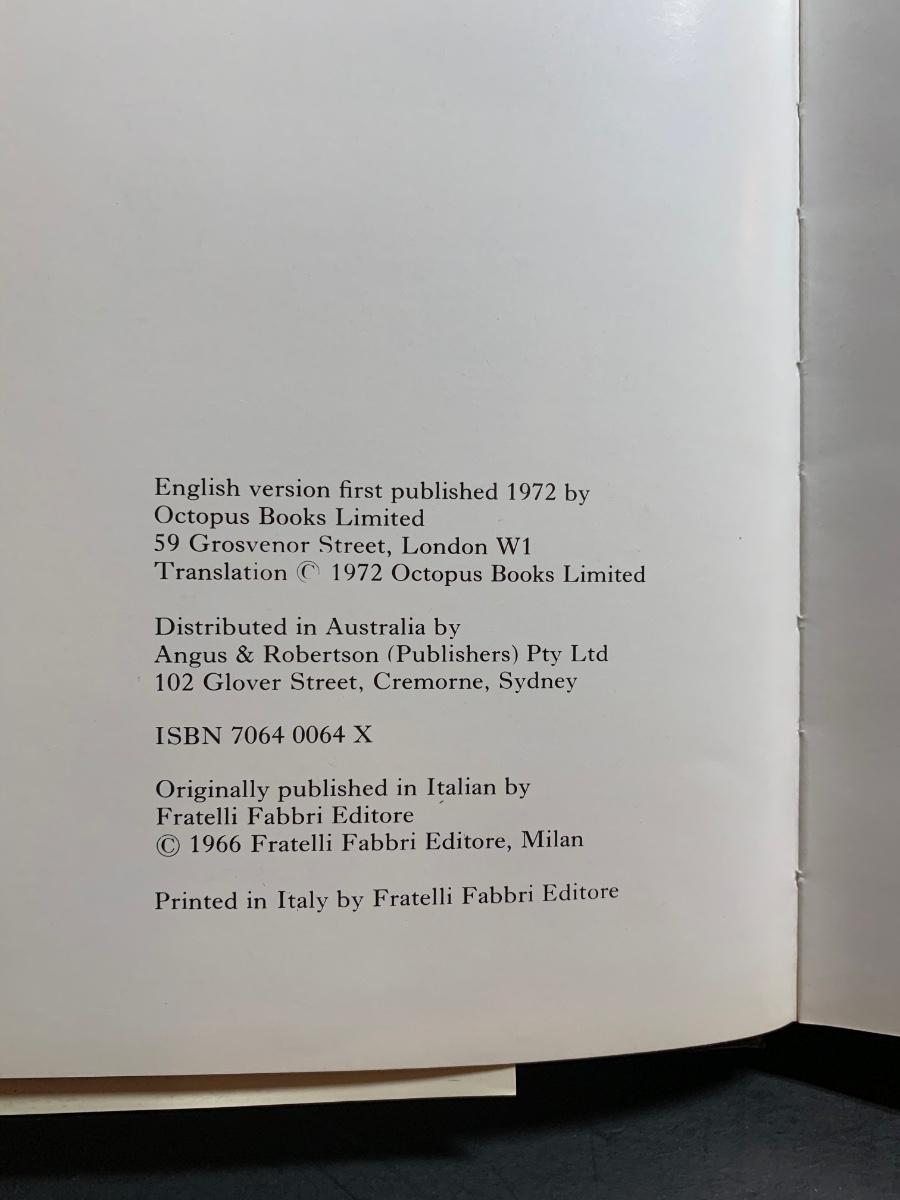 English version first published 1972 by
Octopus Books Limited
59 Grosvenor Street, London W1
Translation © 1972 Octopus Books Limited
Distributed in Australia by
Angus & Robertson (Publishers) Pty Ltd
102 Glover Street, Cremorne, Sydney
ISBN 7064 0064 X
Originally published in Italian by
Fratelli Fabbri Editore
© 1966 Fratelli Fabbri Editore, Milan
Printed in Italy by Fratelli Fabbri Editore